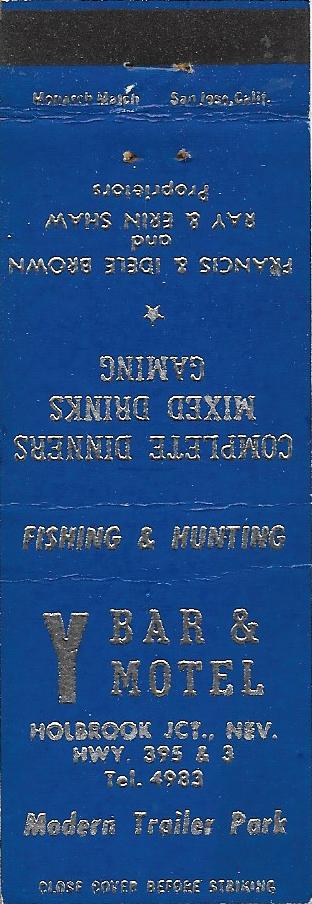 Monarch Match San Jose, Calif.
COMPLETE DINNERS
MIXED DRINKS
GAMING
FRANCIS & IDELE BROWN
and
RAY & ERIN SHAW
Proprietors
FISHING & HUNTING
Y BAR &
MOTEL
HOLBROOK JCT., NEV.
HWY. 395 & 3
Tel. 4983
Modern Trailer Park
CLOSE COVER BEFORE STRIKING